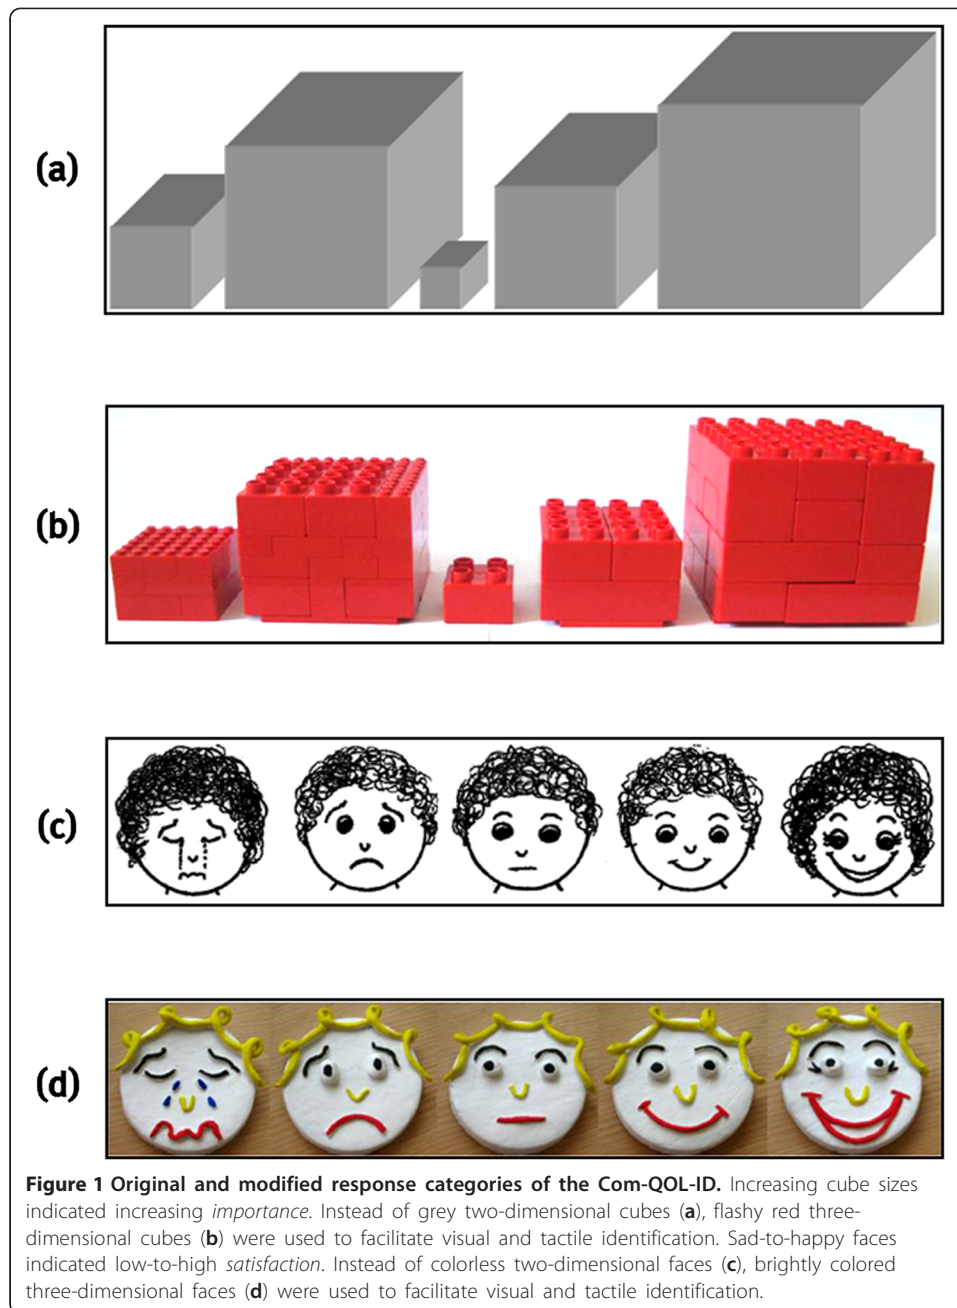 (a)
(b)
(c)
(d)
Figure 1 Original and modified response categories of the Com-QOL-ID. Increasing cube sizes
indicated increasing importance. Instead of grey two-dimensional cubes (a), flashy red three-
dimensional cubes (b) were used to facilitate visual and tactile identification. Sad-to-happy faces
indicated low-to-high satisfaction. Instead of colorless two-dimensional faces (c), brightly colored
three-dimensional faces (d) were used to facilitate visual and tactile identification.